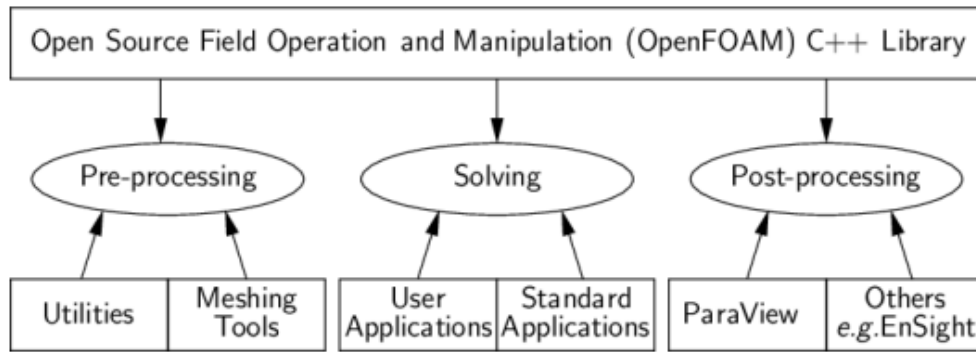 Open Source Field Operation and Manipulation (OpenFOAM) C++ Library
Pre-processing
Solving
Post-processing
Utilities
Meshing
Tools
User
Applications
Standard
Applications
ParaView
Others
e.g.EnSight